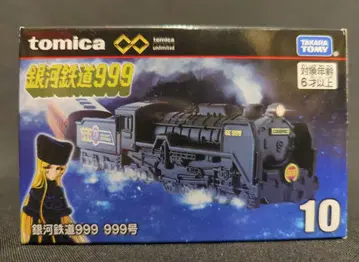 tomica
tomica
unlimited
TAKARA
TOMY
銀河鉄道999
対象年齢
6才以上
999
銀河鉄道999 999号
10